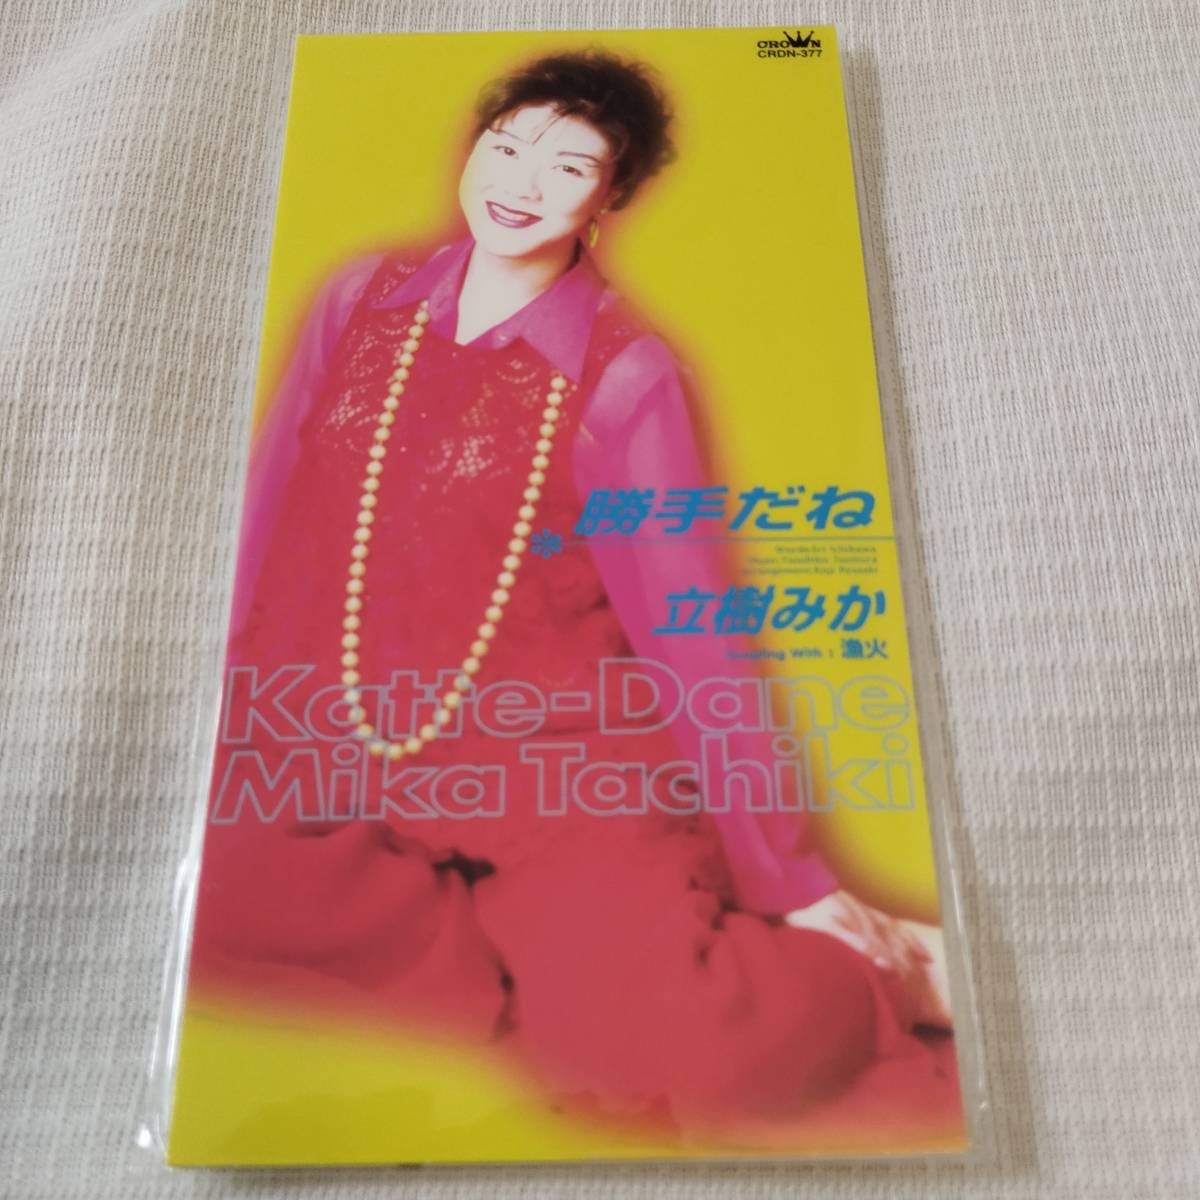 CROWN
CRDN-377
勝手だね
立樹みか
Coupling With : 漁火
Katte-Dane
Mika Tachiki